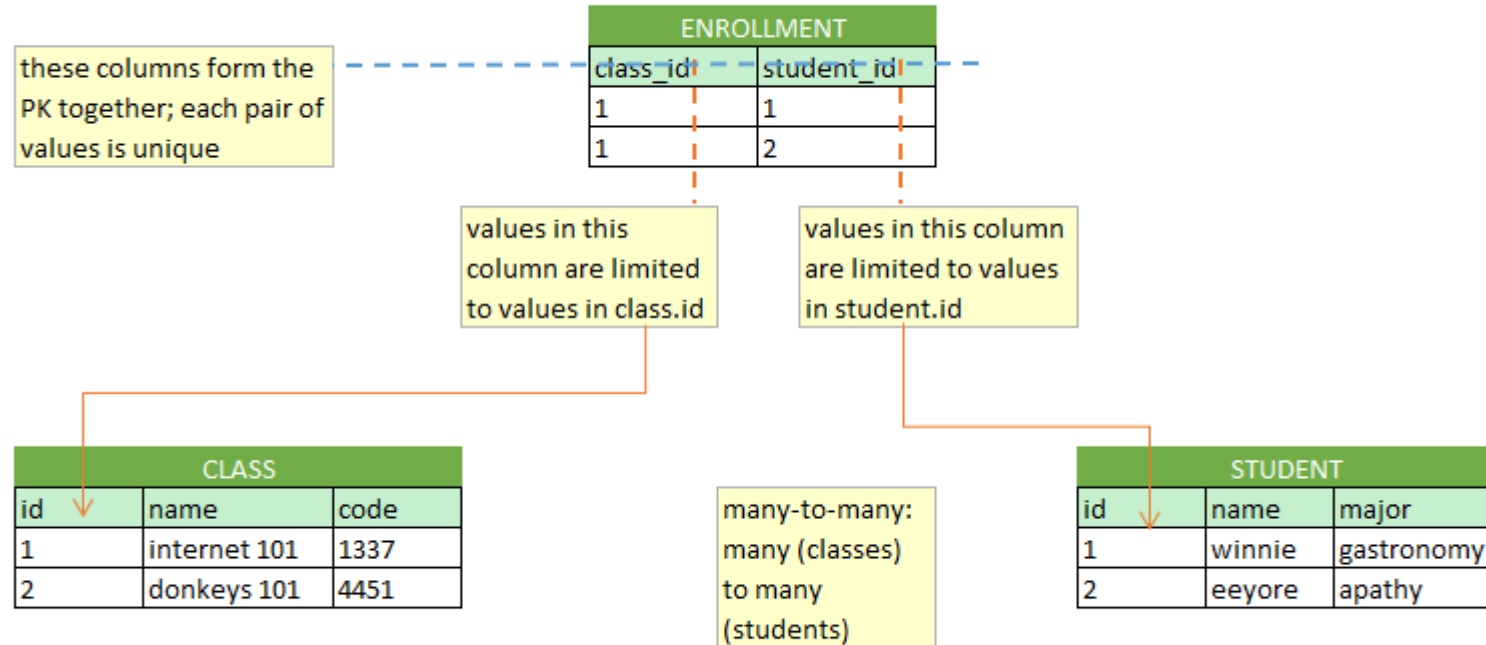 ENROLLMENT
these columns form the
PK together; each pair of
values is unique
class_id student_id
1 1
1 2
values in this
column are limited
to values in class.id
values in this column
are limited to values
in student.id
CLASS
id name code
1 internet 101 1337
2 donkeys 101 4451
many-to-many:
many (classes)
to many
(students)
STUDENT
id name major
1 winnie gastronomy
2 eeyore apathy